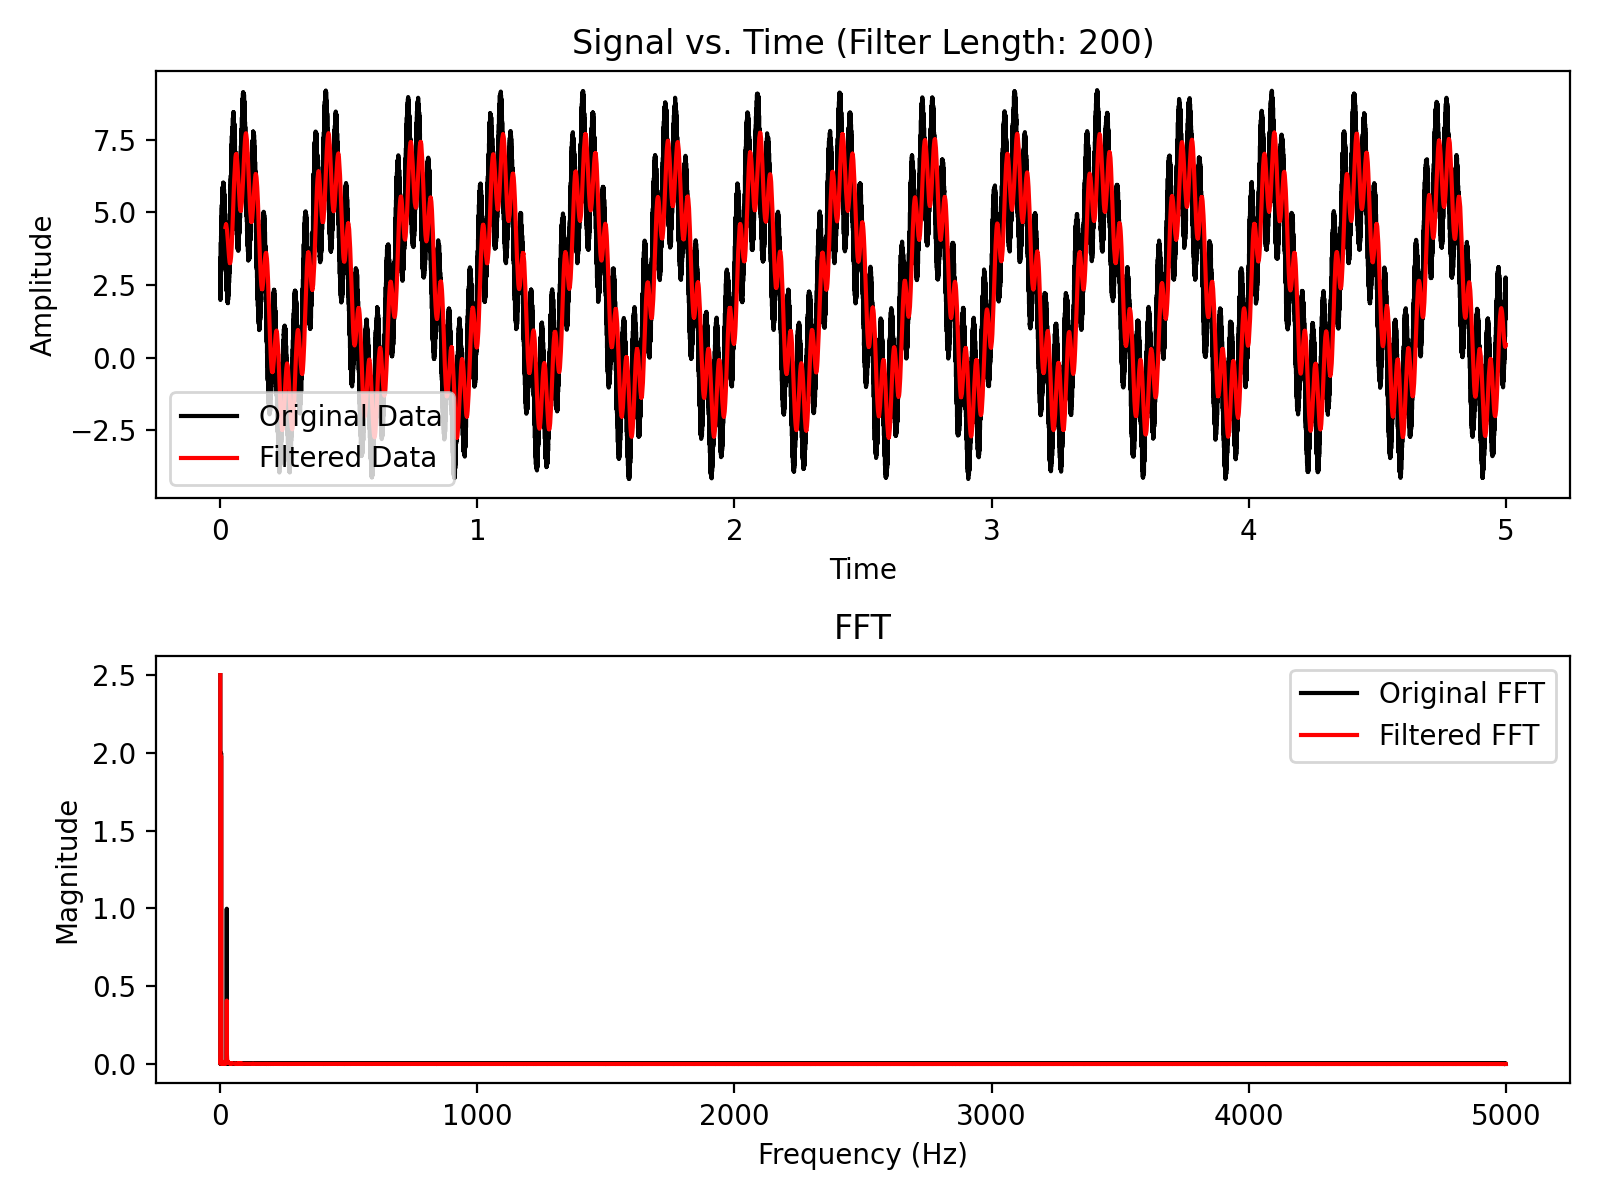 Signal vs. Time (Filter Length: 200)
Amplitude
7.5
5.0
2.5
0.0
−2.5
Original Data
Filtered Data
0 1 2 3 4 5
Time
FFT
Magnitude
2.5
2.0
1.5
1.0
0.5
0.0
Original FFT
Filtered FFT
0 1000 2000 3000 4000 5000
Frequency (Hz)